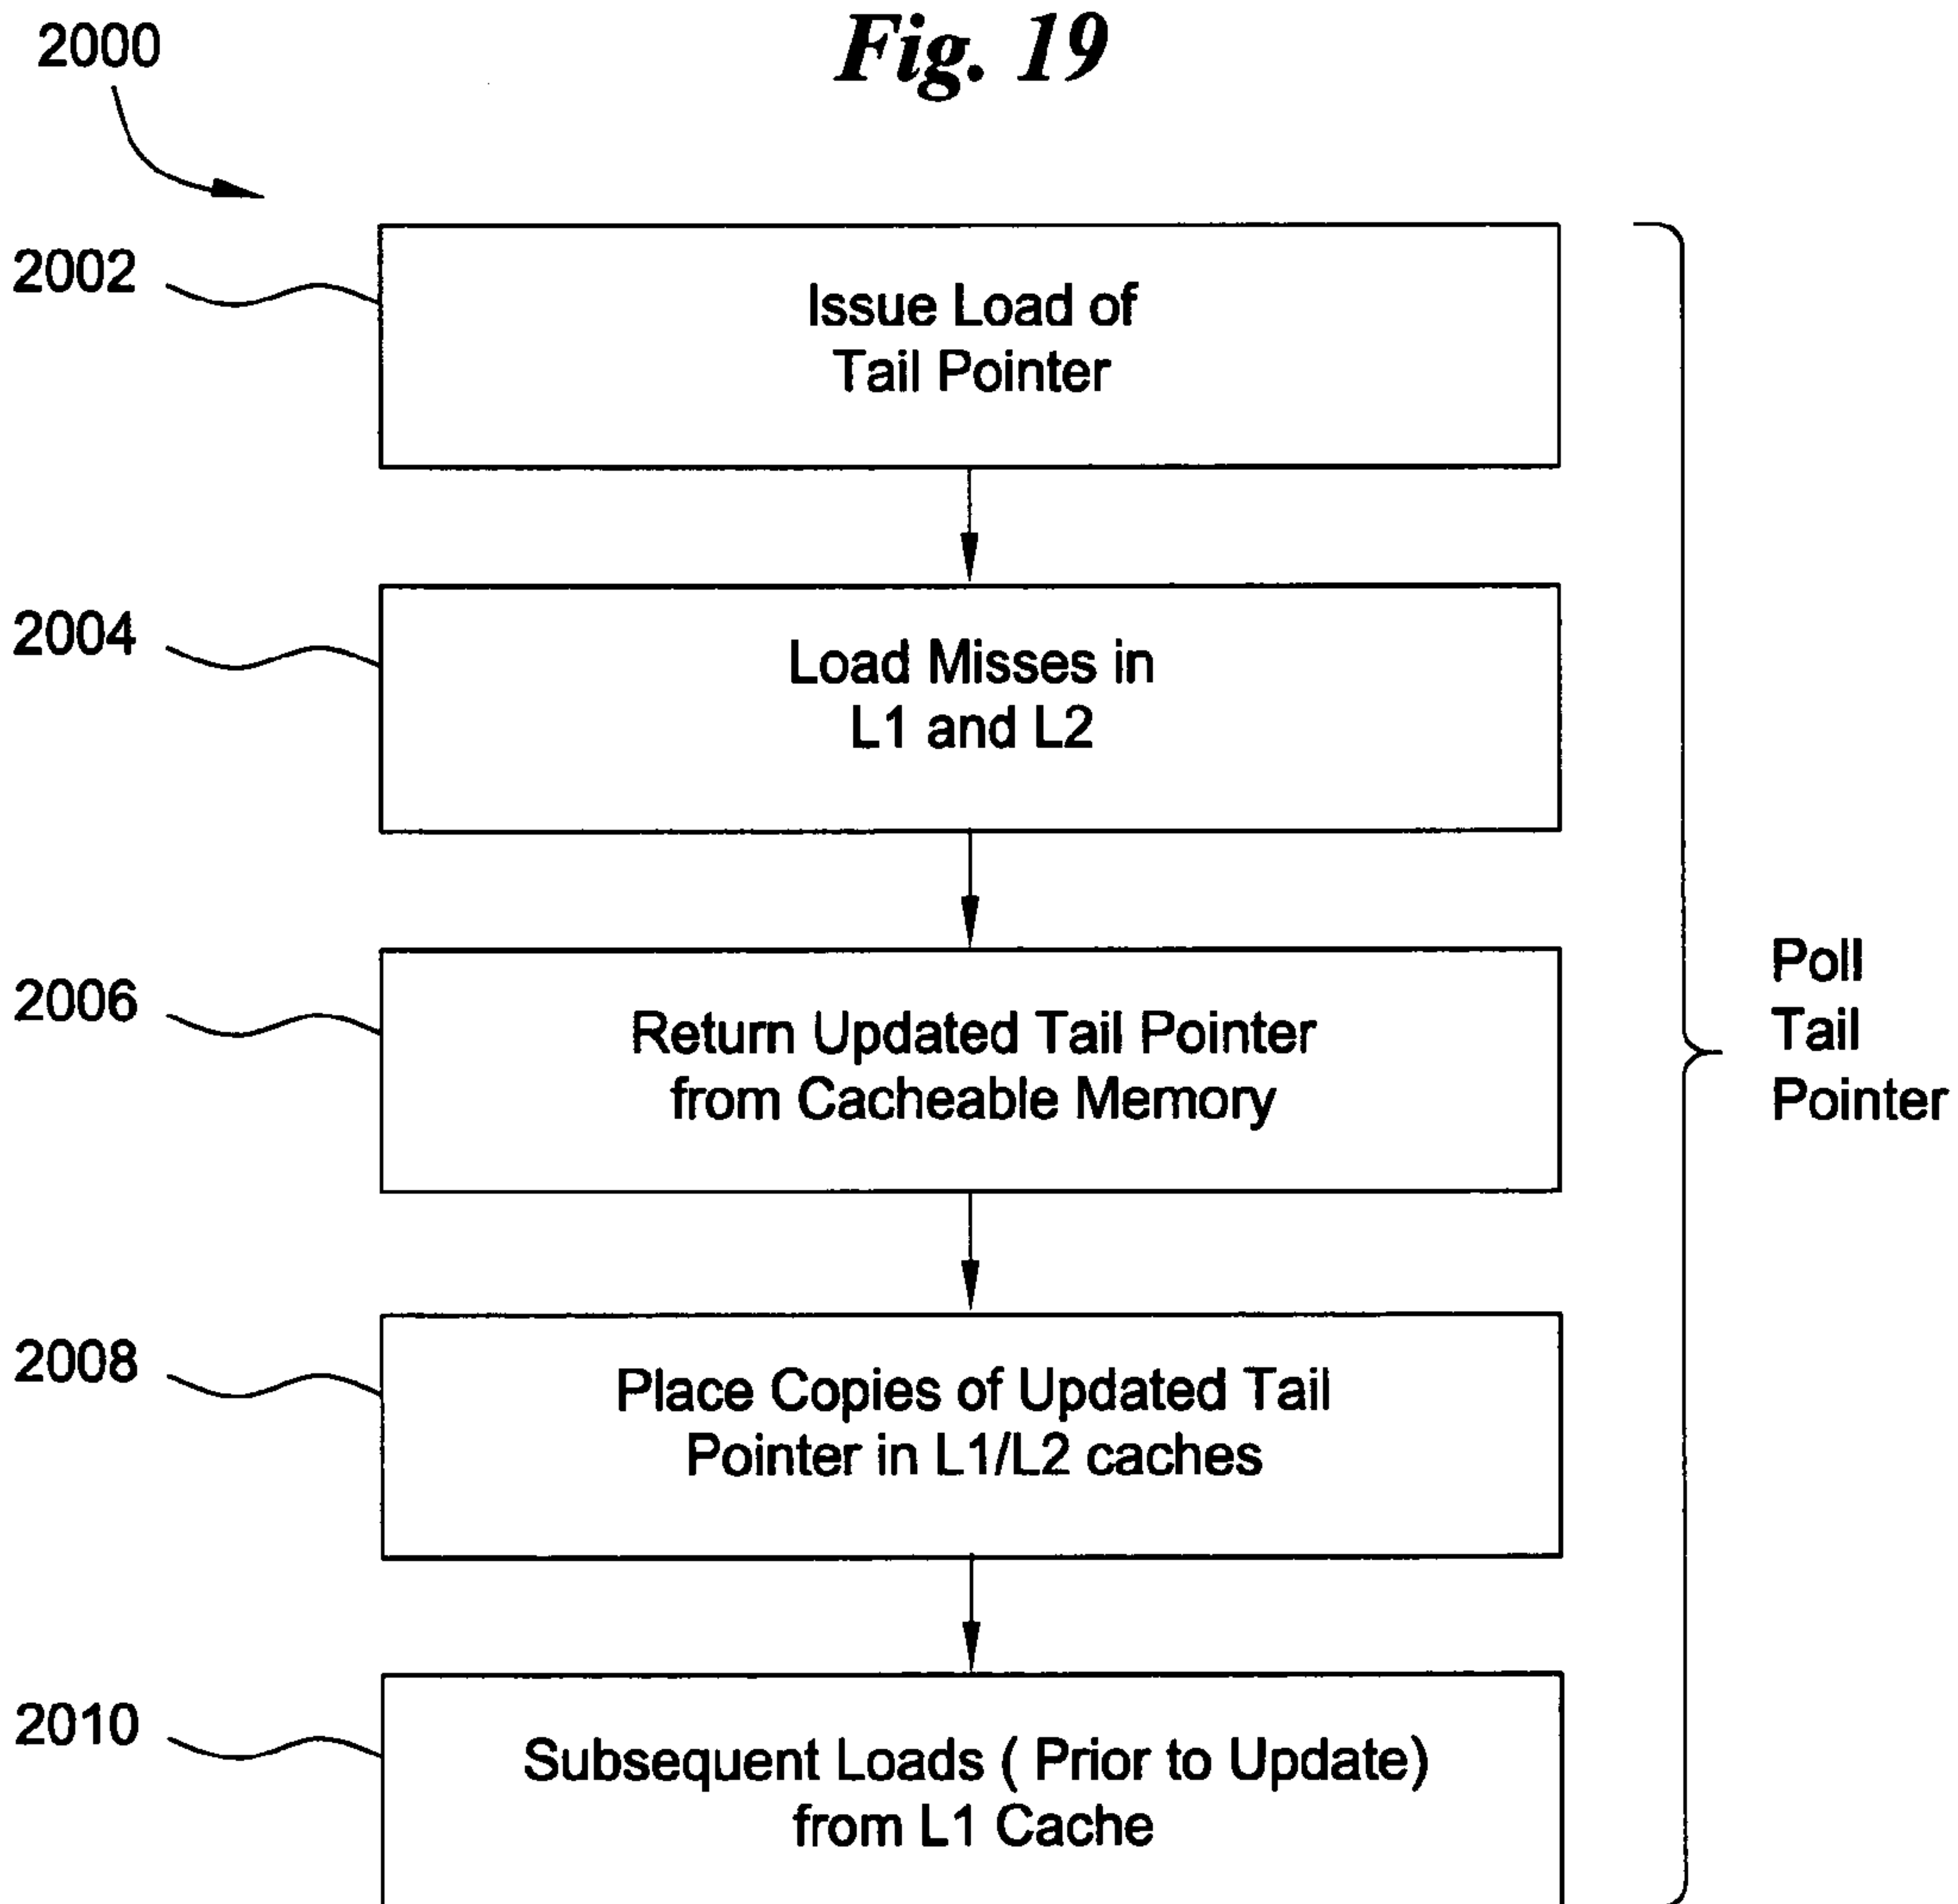 2000
Fig. 19
2002
Issue Load of
Tail Pointer
2004
Load Misses in
L1 and L2
2006
Return Updated Tail Pointer
from Cacheable Memory
2008
Place Copies of Updated Tail
Pointer in L1/L2 caches
2010
Subsequent Loads ( Prior to Update)
from L1 Cache
Poll
Tail
Pointer